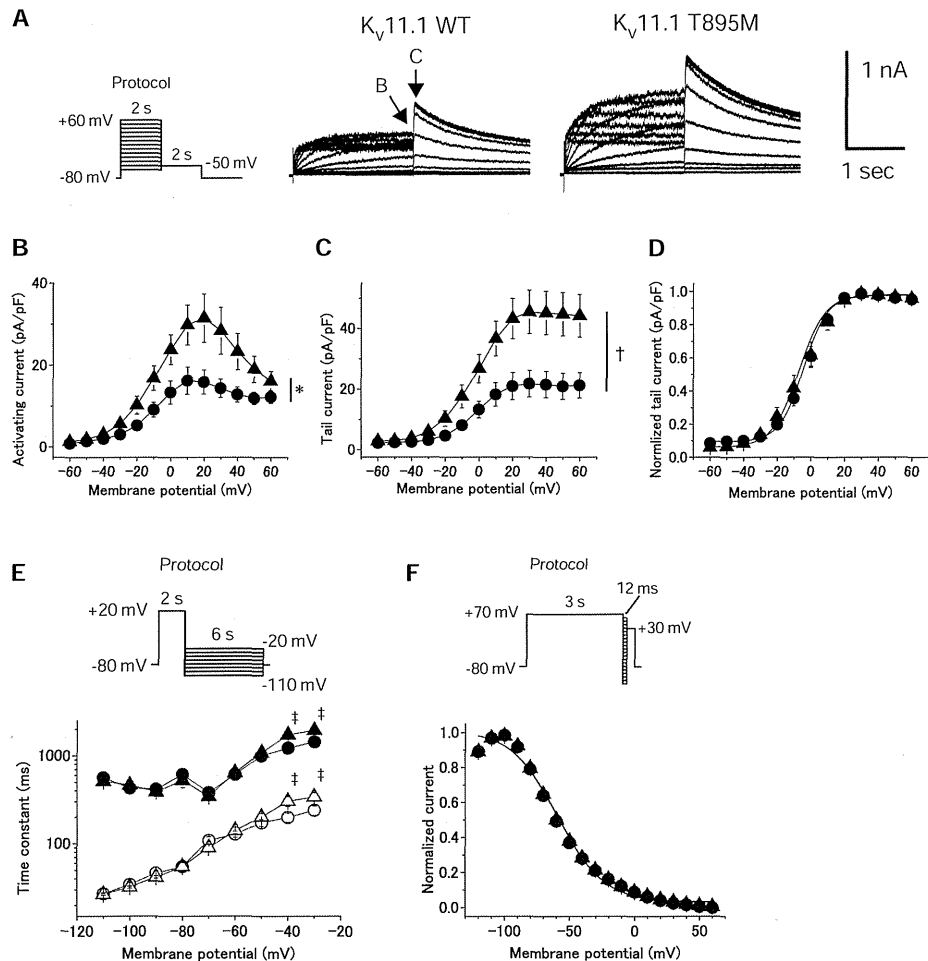 A
Kv11.1 WT
Kv11.1 T895M
C
B
Protocol
2 s
+60 mV
2 s
-50 mV
-80 mV
1 nA
1 sec
B
C
D
Activating current (pA/pF)
40
20
0
-60 -40 -20 0 20 40 60
Membrane potential (mV)
*
Tail current (pA/pF)
40
20
0
-60 -40 -20 0 20 40 60
Membrane potential (mV)
†
Normlized tail current (pA/pF)
1.0
0.8
0.6
0.4
0.2
0.0
-60 -40 -20 0 20 40 60
Membrane potential (mV)
E
Protocol
2 s
+20 mV
6 s
-20 mV
-80 mV
-110 mV
‡ ‡
‡ ‡
Time constant (ms)
1000
100
-120 -100 -80 -60 -40 -20
Membrane potential (mV)
F
Protocol
12 ms
3 s
+70 mV
+30 mV
-80 mV
Normalized current
1.0
0.8
0.6
0.4
0.2
0.0
-100 -50 0 50
Membrane potential (mV)